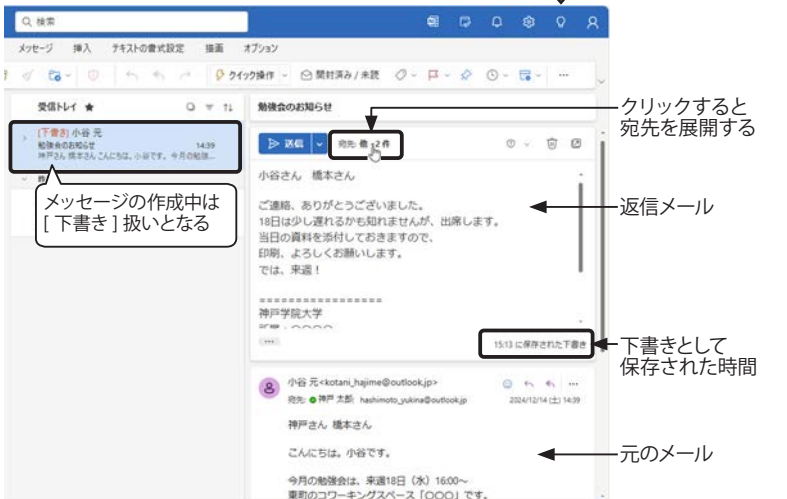 検索
メッセージ 挿入 テキストの書式設定 描画 オプション
クイック操作 開封済み/未読
受信トレイ ★
勉強会のお知らせ
[下書き] 小谷 元
勉強会のお知らせ 14:39
神戸さん 橋本さん こんにちは。小谷です。今月の勉強...
メッセージの作成中は
[ 下書き ] 扱いとなる
送信 宛先: 他 +2 件
クリックすると
宛先を展開する
小谷さん 橋本さん
ご連絡、ありがとうございました。
18日は少し遅れるかも知れませんが、出席します。
当日の資料を添付しておきますので、
印刷、よろしくお願いします。
では、来週！
返信メール
=================
神戸学院大学
15:13 に保存された下書き
下書きとして
保存された時間
小谷 元<kotani_hajime@outlook.jp>
宛先: 神戸 太郎; hashimoto_yukina@outlook.jp 2024/12/14 (土) 14:39
神戸さん 橋本さん
こんにちは。小谷です。
元のメール
今月の勉強会は、来週18日（水）16:00～
東町のコワーキングスペース「〇〇〇」です。